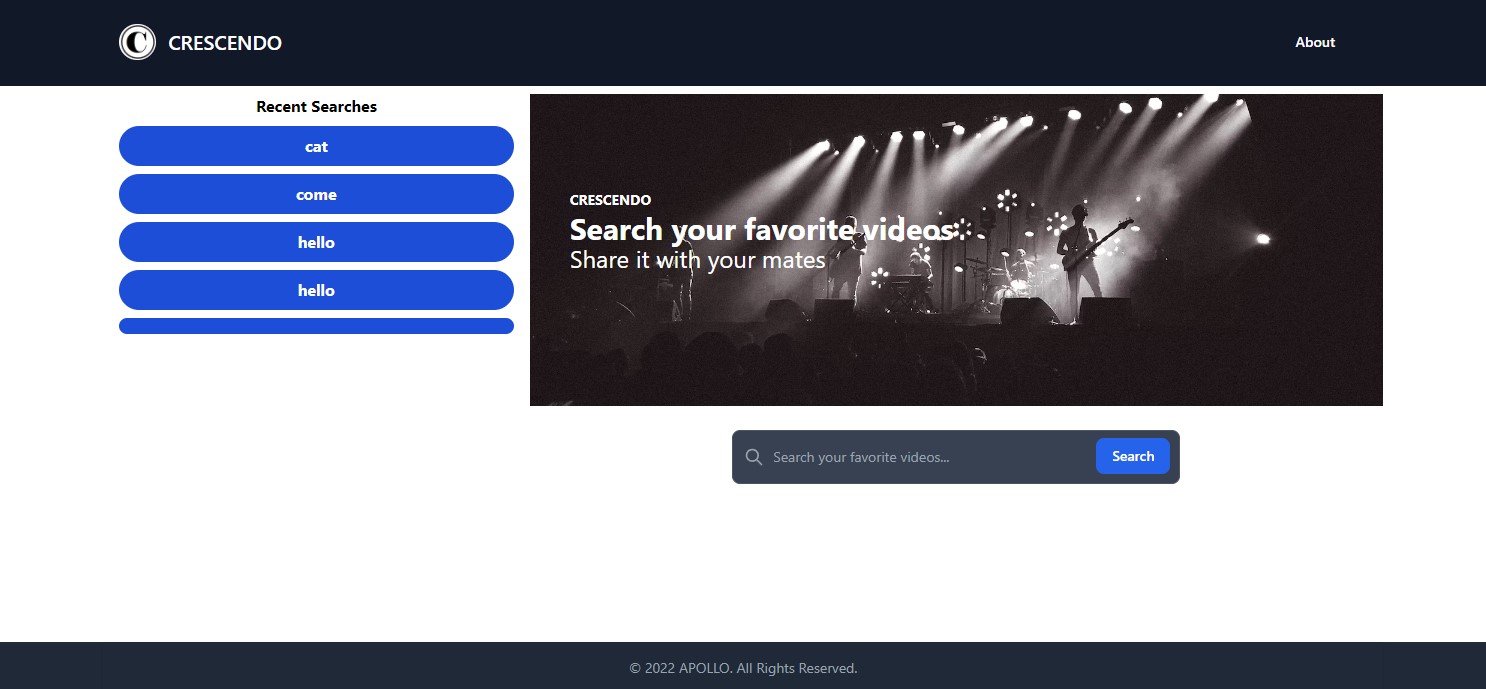 C CRESCENDO
About
Recent Searches
cat
come
hello
hello
CRESCENDO
Search your favorite videos.
Share it with your mates
Search your favorite videos...
Search
© 2022 APOLLO. All Rights Reserved.